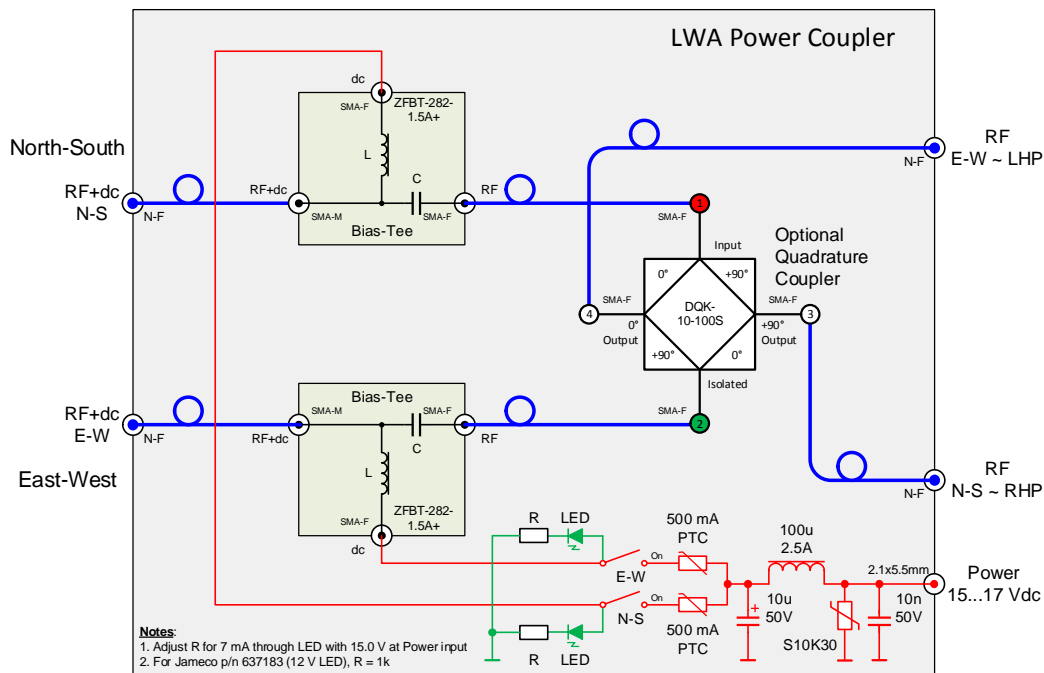 LWA Power Coupler
dc
SMA-F
ZFBT-282-
1.5A+
L
C
RF+dc
RF
SMA-M
SMA-F
Bias-Tee
North-South
RF+dc
N-S
N-F
RF
E-W ~ LHP
N-F
SMA-F
1
Input
Optional
Quadrature
Coupler
0°
+90°
SMA-F
4
0°
Output
DQK-
10-100S
SMA-F
3
+90°
Output
+90°
0°
Isolated
SMA-F
2
RF+dc
E-W
N-F
East-West
Bias-Tee
SMA-M
SMA-F
RF+dc
RF
C
L
ZFBT-282-
1.5A+
SMA-F
dc
RF
N-S ~ RHP
N-F
R
LED
On
E-W
500 mA
PTC
100u
2.5A
2.1x5.5mm
Power
15...17 Vdc
On
N-S
500 mA
PTC
R
LED
+
10u
50V
S10K30
10n
50V
Notes:
1. Adjust R for 7 mA through LED with 15.0 V at Power input
2. For Jameco p/n 637183 (12 V LED), R = 1k